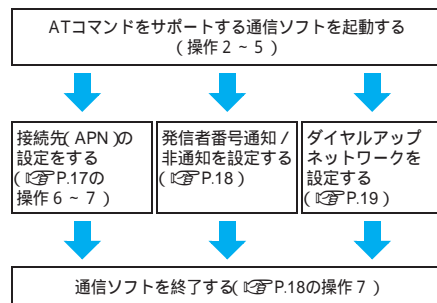 ATコマンドをサポートする通信ソフトを起動する
(操作2~5)
接続先(APN)の
設定をする
(☞P.17の
操作6~7)
発信者番号通知/
非通知を設定する
(☞P.18)
ダイヤルアップ
ネットワークを
設定する
(☞P.19)
通信ソフトを終了する(☞P.18の操作7)